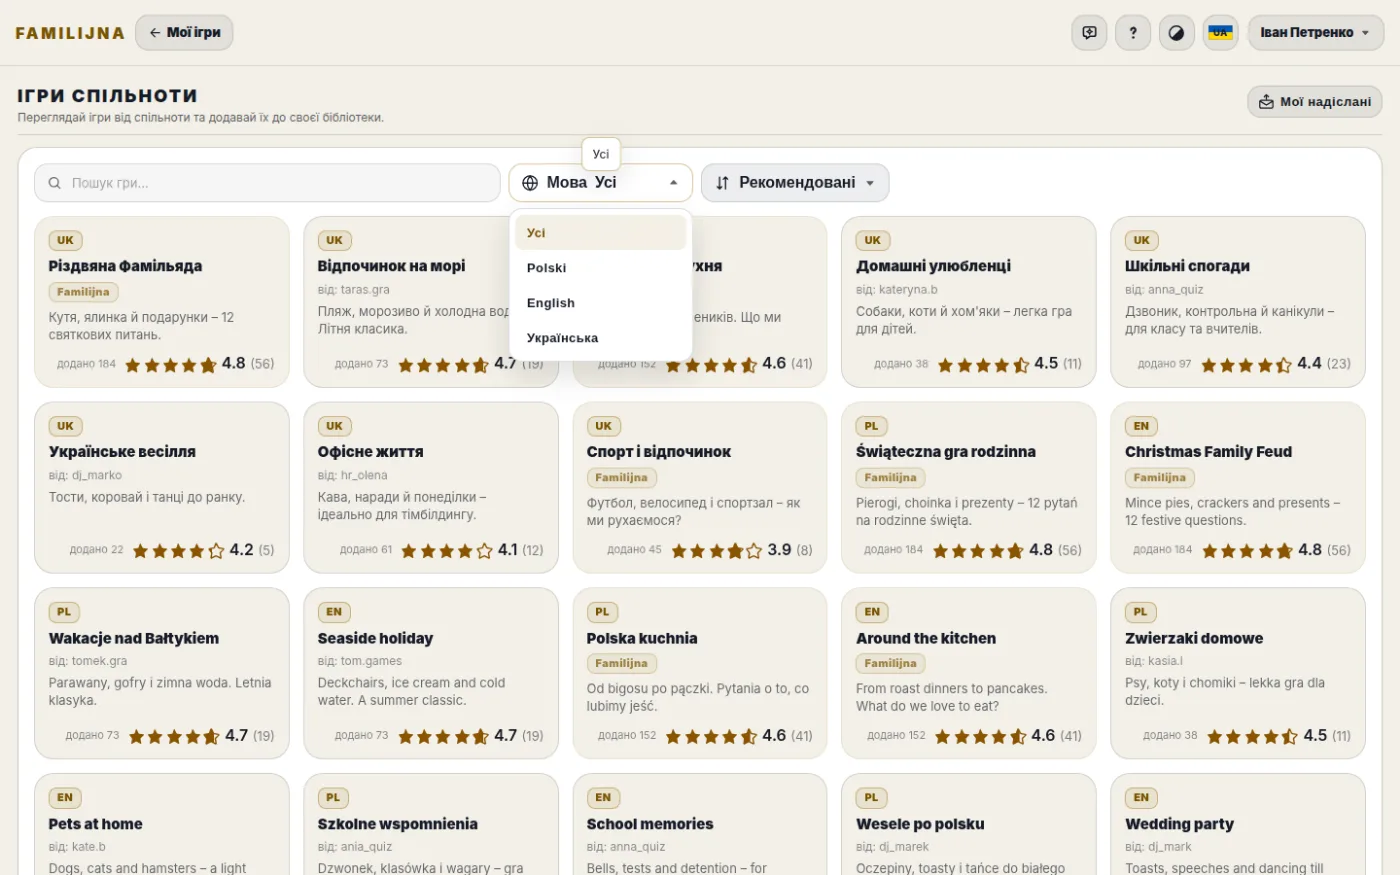 FAMILIJNA
← Мої ігри
?
UA
Іван Петренко
ІГРИ СПІЛЬНОТИ
Переглядай ігри від спільноти та додавай їх до своєї бібліотеки.
Мої надіслані
Усі
Пошук гри...
Мова Усі
Рекомендовані
Усі
Polski
English
Українська
UK
Різдвяна Фамільяда
Familijna
Кутя, ялинка й подарунки – 12
святкових питань.
додано 184 4.8 (56)
UK
Відпочинок на морі
від: taras.gra
Пляж, морозиво й холодна
Літня класика.
додано 73 4.7 (19)
додано 152 4.6 (41)
UK
Домашні улюбленці
від: kateryna.b
Собаки, коти й хом'яки – легка гра
для дітей.
додано 38 4.5 (11)
UK
Шкільні спогади
від: anna_quiz
Дзвоник, контрольна й канікули –
для класу та вчителів.
додано 97 4.4 (23)
UK
Українське весілля
від: dj_marko
Тости, коровай і танці до ранку.
додано 22 4.2 (5)
UK
Офісне життя
від: hr_olena
Кава, наради й понеділки –
ідеально для тімбілдингу.
додано 61 4.1 (12)
UK
Спорт і відпочинок
Familijna
Футбол, велосипед і спортзал – як
ми рухаємося?
додано 45 3.9 (8)
PL
Świąteczna gra rodzinna
Familijna
Pierogi, choinka i prezenty – 12 pytań
na rodzinne święta.
додано 184 4.8 (56)
EN
Christmas Family Feud
Familijna
Mince pies, crackers and presents –
12 festive questions.
додано 184 4.8 (56)
PL
Wakacje nad Bałtykiem
від: tomek.gra
Parawany, gofry i zimna woda. Letnia
klasyka.
додано 73 4.7 (19)
EN
Seaside holiday
від: tom.games
Deckchairs, ice cream and cold
water. A summer classic.
додано 73 4.7 (19)
PL
Polska kuchnia
Familijna
Od bigosu po pączki. Pytania o to, co
lubimy jeść.
додано 152 4.6 (41)
EN
Around the kitchen
Familijna
From roast dinners to pancakes.
What do we love to eat?
додано 152 4.6 (41)
PL
Zwierzaki domowe
від: kasia.l
Psy, koty i chomiki – lekka gra dla
dzieci.
додано 38 4.5 (11)
EN
Pets at home
від: kate.b
Dogs, cats and hamsters – a light
PL
Szkolne wspomnienia
від: ania_quiz
Dzwonek, klasówka i wagary – gra
EN
School memories
від: anna_quiz
Bells, tests and detention – for
PL
Wesele po polsku
від: dj_marek
Oczepiny, toasty i tańce do białego
EN
Wedding party
від: dj_mark
Toasts, speeches and dancing till